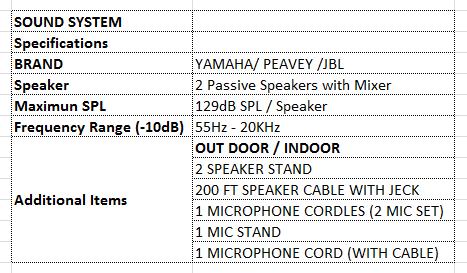 SOUND SYSTEM
Specifications
BRAND YAMAHA/ PEAVEY /JBL
Speaker 2 Passive Speakers with Mixer
Maximun SPL 129dB SPL / Speaker
Frequency Range (-10dB) 55Hz - 20KHz
Additional Items
OUT DOOR / INDOOR
2 SPEAKER STAND
200 FT SPEAKER CABLE WITH JECK
1 MICROPHONE CORDLES (2 MIC SET)
1 MIC STAND
1 MICROPHONE CORD (WITH CABLE)